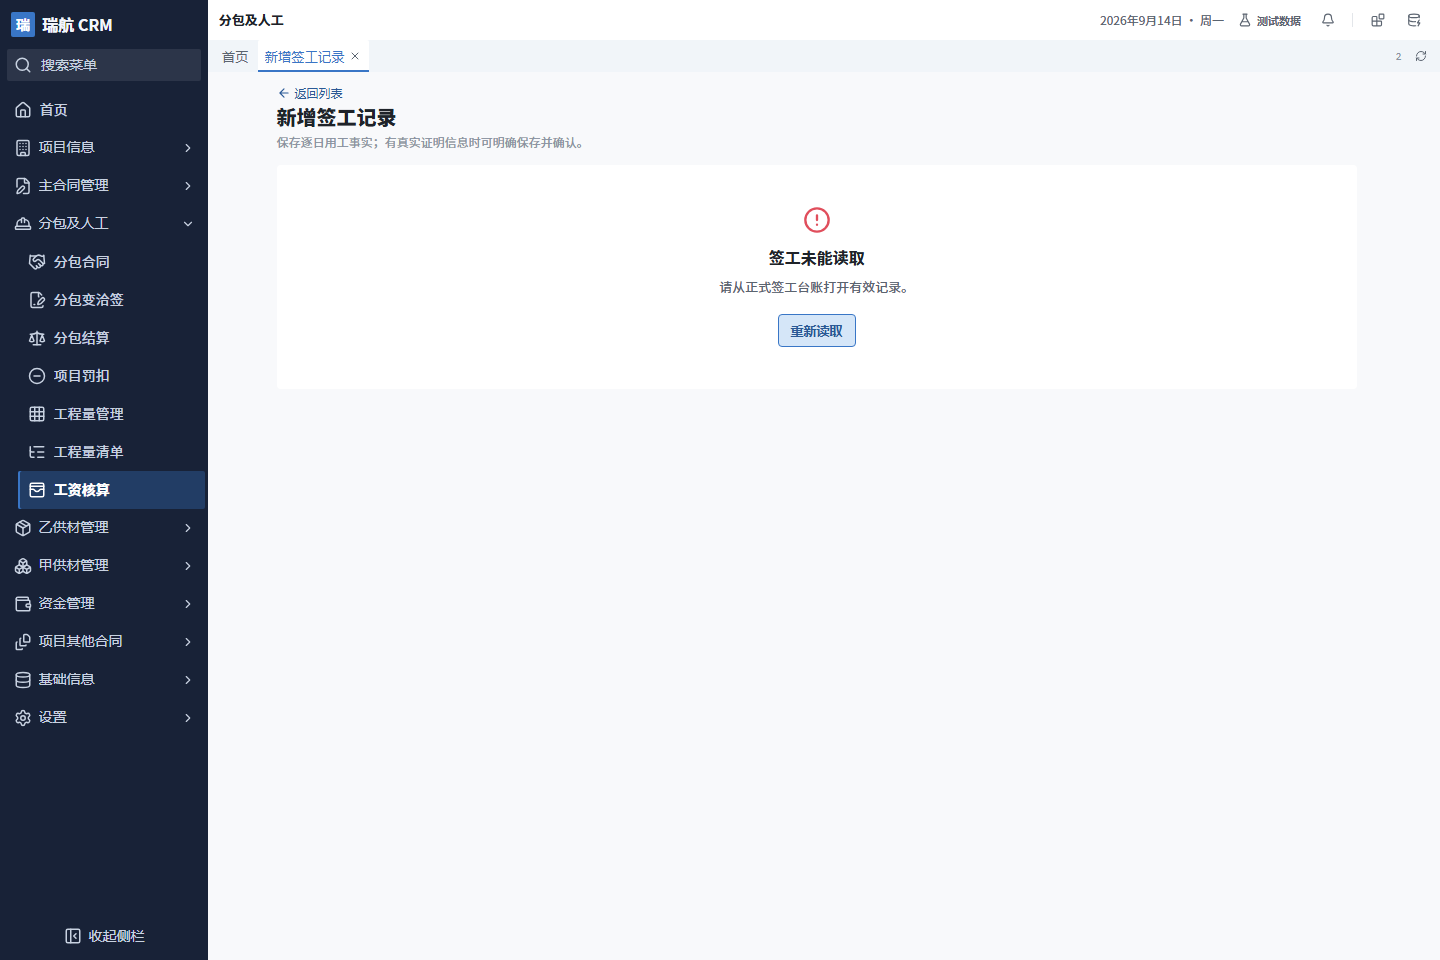 瑞 瑞航 CRM
搜索菜单
首页
项目信息
主合同管理
分包及人工
分包合同
分包变洽签
分包结算
项目罚扣
工程量管理
工程量清单
工资核算
乙供材管理
甲供材管理
资金管理
项目其他合同
基础信息
设置
收起侧栏
分包及人工
2026年9月14日 • 周一 测试数据
首页 新增签工记录 2
返回列表
新增签工记录
保存逐日用工事实；有真实证明信息时可明确保存并确认。
签工未能读取
请从正式签工台账打开有效记录。
重新读取